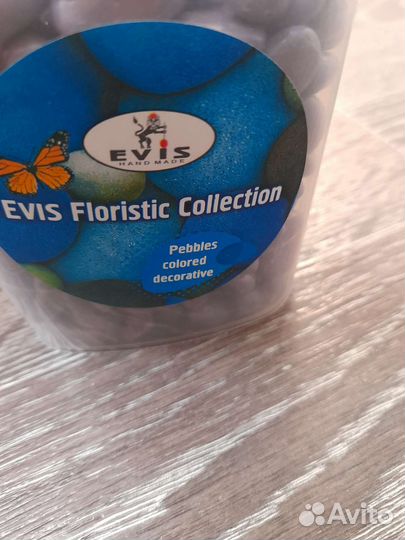 EVIS
HAND MADE
EVIS Floristic Collection
Pebbles
colored
decorative
Avito